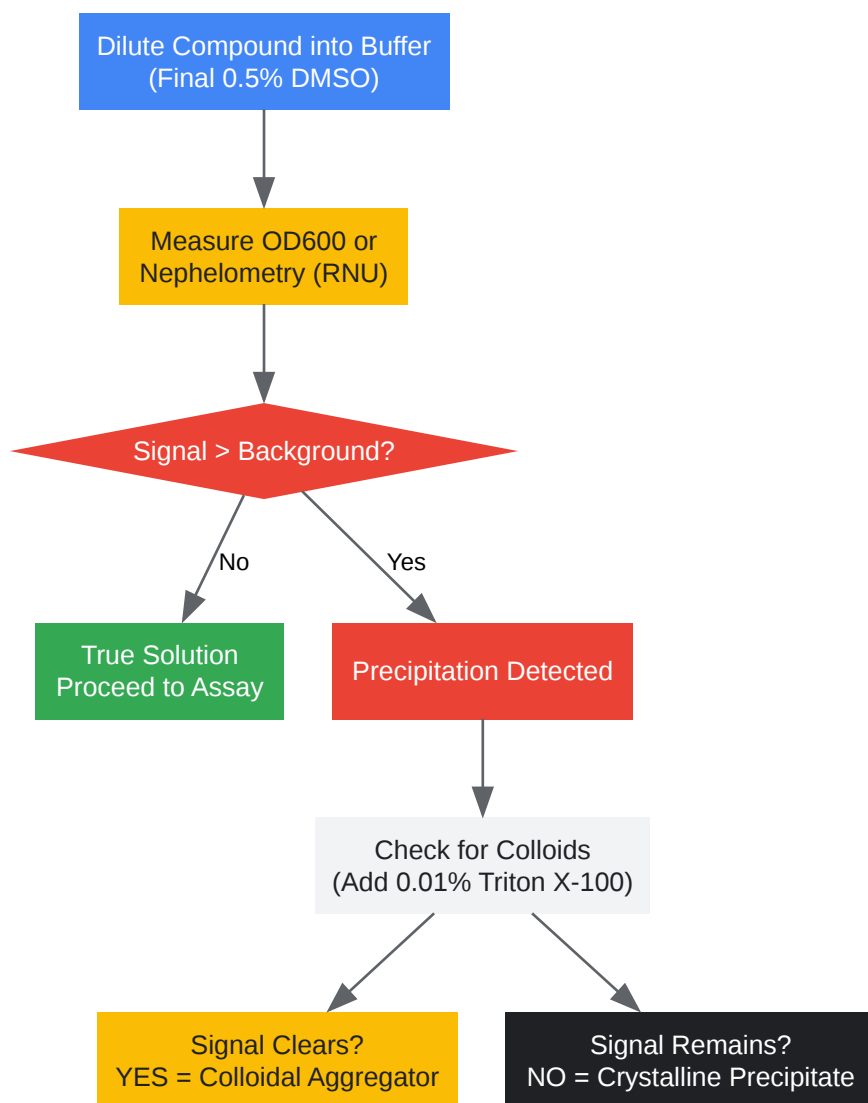 Dilute Compound into Buffer
(Final 0.5% DMSO)
Measure OD600 or
Nephelometry (RNU)
Signal > Background?
No
Yes
True Solution
Proceed to Assay
Precipitation Detected
Check for Colloids
(Add 0.01% Triton X-100)
Signal Clears?
YES = Colloidal Aggregator
Signal Remains?
NO = Crystalline Precipitate